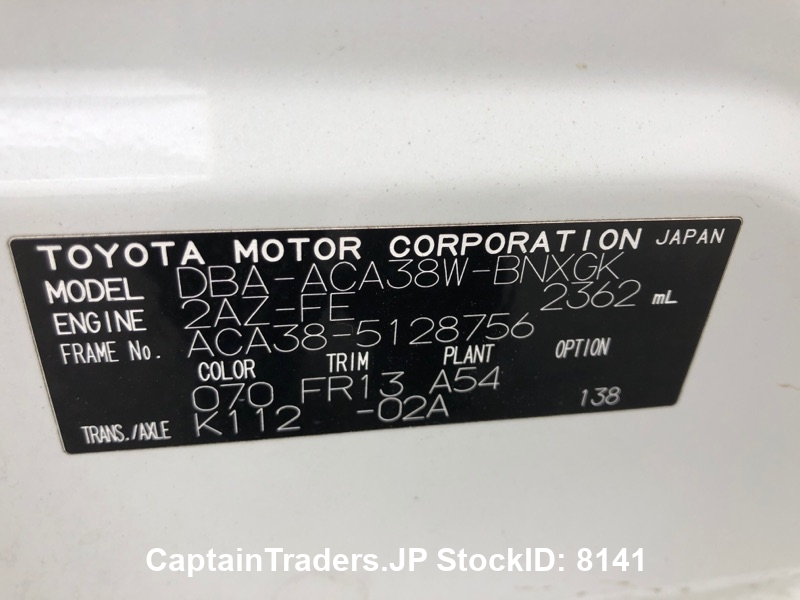 TOYOTA MOTOR CORPORATION JAPAN
MODEL DBA-ACA38W-BNXGK
ENGINE 2AZ-FE 2362 mL
FRAME No. ACA38-5128756
COLOR TRIM PLANT OPTION
070 FR13 A54
TRANS./AXLE K112 -02A 138
CaptainTraders.JP StockID: 8141